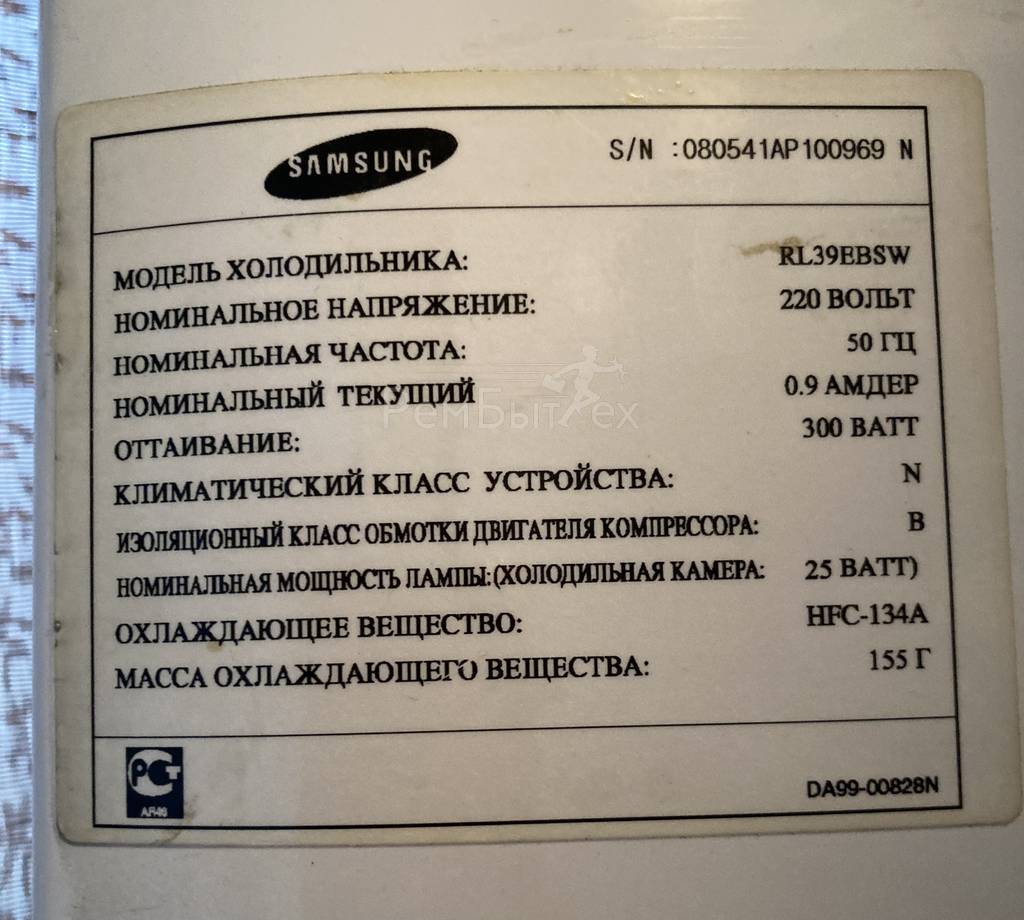 SAMSUNG
S/N :080541AP100969 N
МОДЕЛЬ ХОЛОДИЛЬНИКА: RL39EBSW
НОМИНАЛЬНОЕ НАПРЯЖЕНИЕ: 220 ВОЛЬТ
НОМИНАЛЬНАЯ ЧАСТОТА: 50 ГЦ
НОМИНАЛЬНЫЙ ТЕКУЩИЙ 0.9 АМДЕР
ОТТАИВАНИЕ: 300 ВАТТ
КЛИМАТИЧЕСКИЙ КЛАСС УСТРОЙСТВА: N
ИЗОЛЯЦИОННЫЙ КЛАСС ОБМОТКИ ДВИГАТЕЛЯ КОМПРЕССОРА: B
НОМИНАЛЬНАЯ МОЩНОСТЬ ЛАМПЫ:(ХОЛОДИЛЬНАЯ КАМЕРА: 25 ВАТТ)
ОХЛАЖДАЮЩЕЕ ВЕЩЕСТВО: HFC-134A
МАССА ОХЛАЖДАЮЩЕГО ВЕЩЕСТВА: 155 Г
РСТ
АЯ46
DA99-00828N
РемБытТех